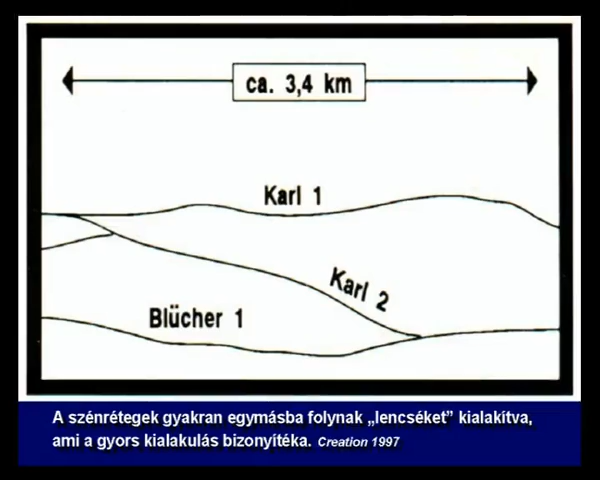 ca. 3,4 km
Karl 1
Karl 2
Blücher 1
A szénrétegek gyakran egymásba folynak „lencséket” kialakítva,
ami a gyors kialakulás bizonyítéka. Creation 1997